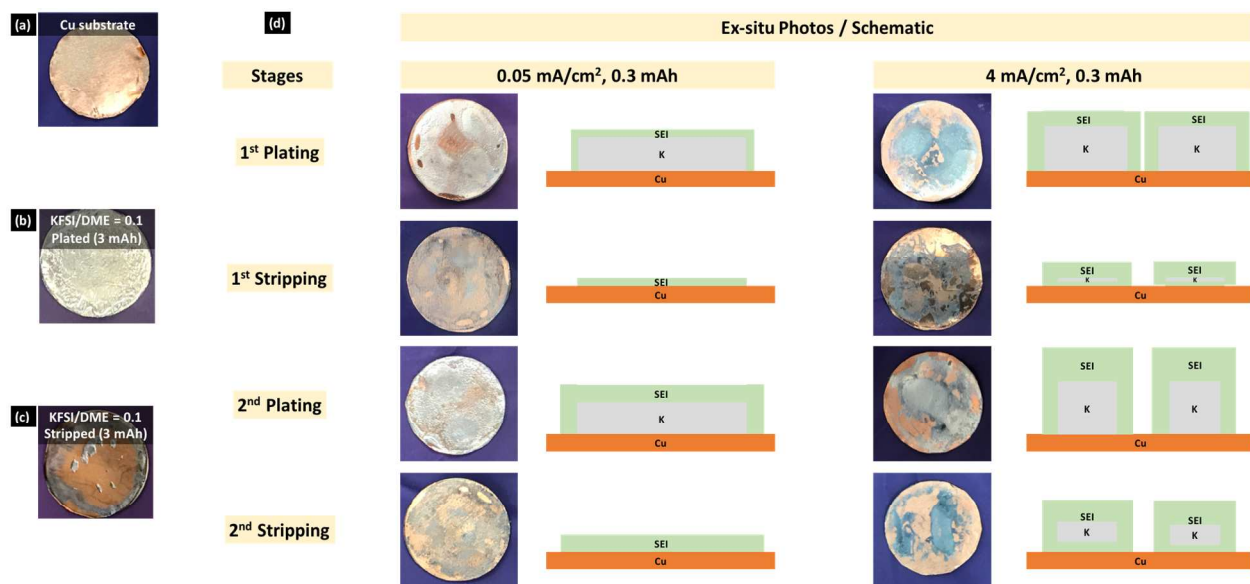 (a)
Cu substrate
(b)
KFSI/DME = 0.1
Plated (3 mAh)
(c)
KFSI/DME = 0.1
Stripped (3 mAh)
(d)
Ex-situ Photos / Schematic
Stages
0.05 mA/cm², 0.3 mAh
4 mA/cm², 0.3 mAh
1st Plating
SEI
K
Cu
SEI
SEI
K
K
Cu
1st Stripping
SEI
Cu
SEI
SEI
K
K
Cu
2nd Plating
SEI
K
Cu
SEI
SEI
K
K
Cu
2nd Stripping
SEI
Cu
SEI
SEI
K
K
Cu